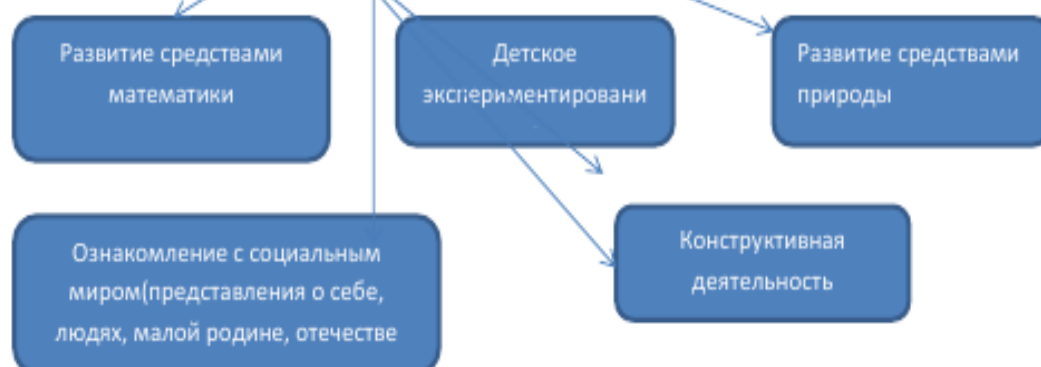 Развитие средствами
математики
Детское
экспериментировани
Развитие средствами
природы
Ознакомление с социальным
миром(представления о себе,
людях, малой родине, отечестве
Конструктивная
деятельность